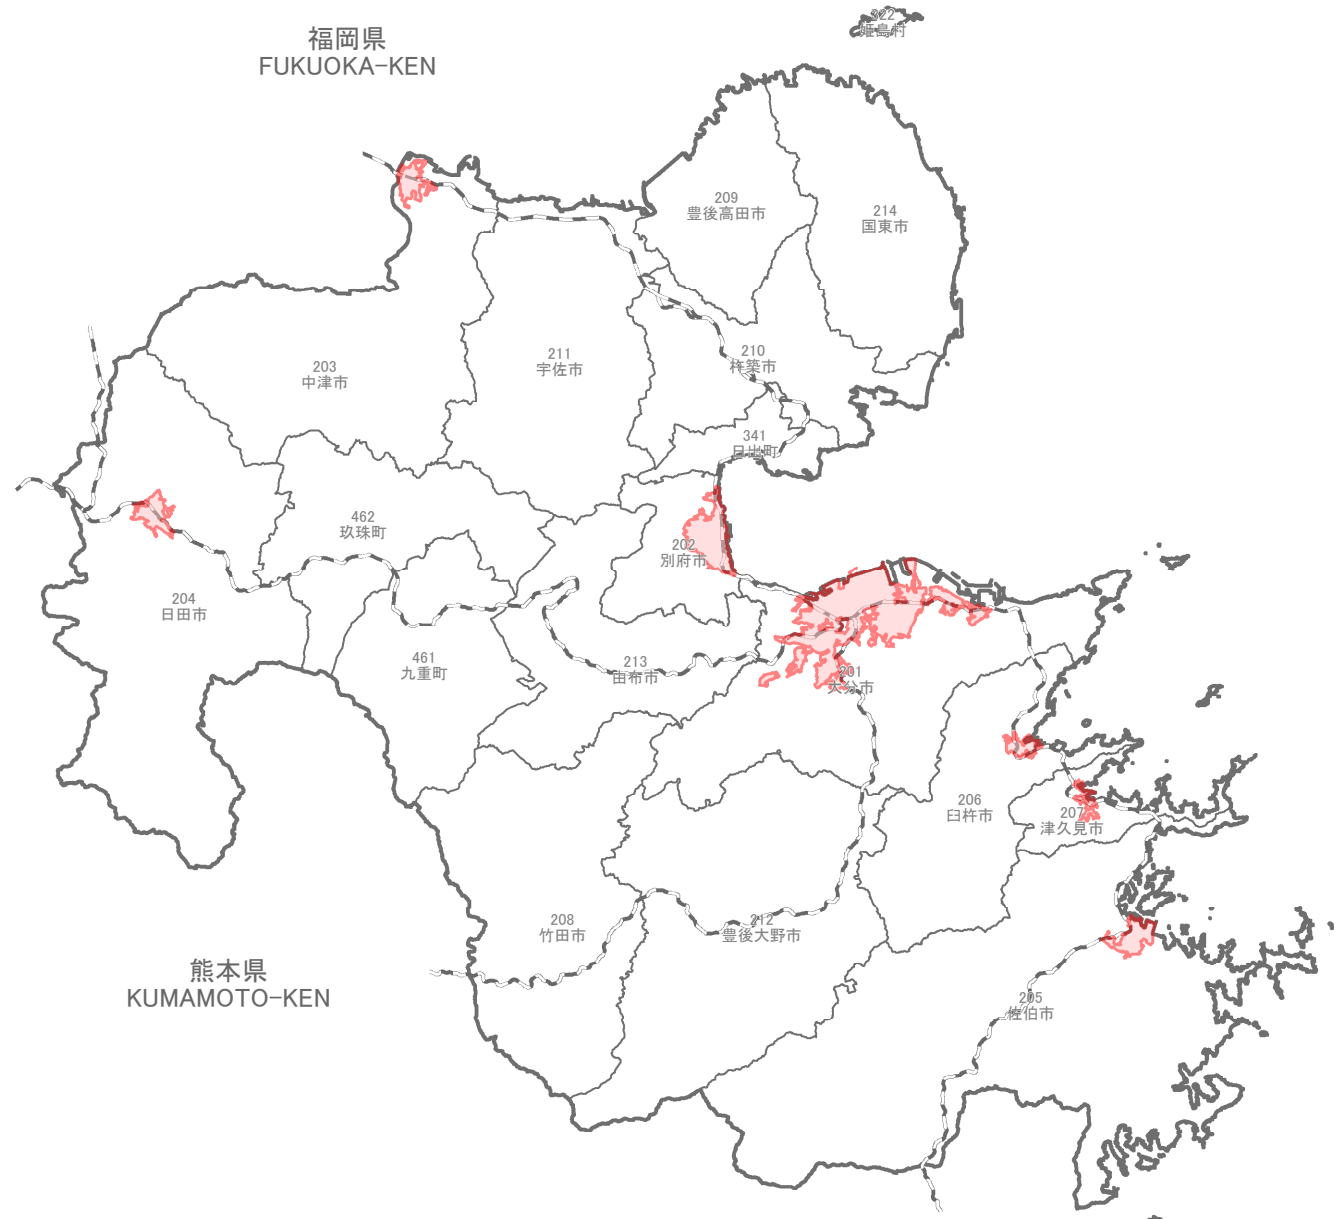 322
姫島村
福岡県
FUKUOKA-KEN
209
豊後高田市
214
国東市
203
中津市
211
宇佐市
210
杵築市
341
日出町
462
玖珠町
202
別府市
204
日田市
461
九重町
213
由布市
201
大分市
206
臼杵市
207
津久見市
208
竹田市
212
豊後大野市
205
佐伯市
熊本県
KUMAMOTO-KEN